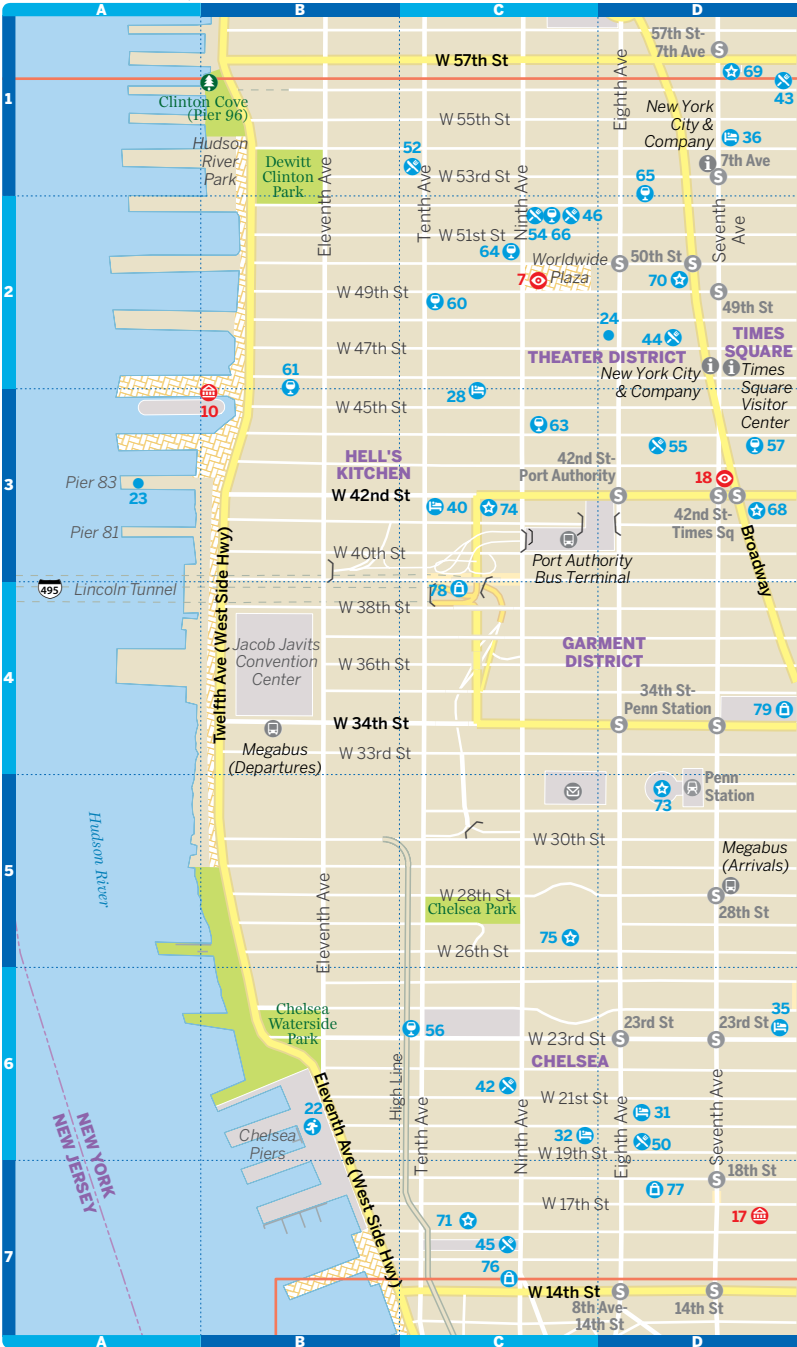 A
B
C
D
57th St-
7th Ave
W 57th St
Eighth Ave
69
1
43
Clinton Cove
(Pier 96)
W 55th St
New York
City &
Company
36
Hudson
River
Park
Dewitt
Clinton
Park
52
7th Ave
W 53rd St
65
Eleventh Ave
Tenth Ave
Ninth Ave
Seventh
Ave
46
54 66
W 51st St
64
Worldwide
Plaza
50th St
7
70
2
W 49th St
60
49th St
24
44
TIMES
SQUARE
W 47th St
THEATER DISTRICT
New York City
& Company
Times
Square
Visitor
Center
61
10
28
W 45th St
63
55
57
HELL'S
KITCHEN
42nd St-
Port Authority
18
Pier 83
23
3
W 42nd St
40
74
42nd St-
Times Sq
68
Pier 81
Broadway
W 40th St
Port Authority
Bus Terminal
495
Lincoln Tunnel
78
W 38th St
Twelfth Ave (West Side Hwy)
Jacob Javits
Convention
Center
GARMENT
DISTRICT
W 36th St
4
34th St-
Penn Station
79
W 34th St
Megabus
(Departures)
W 33rd St
Penn
Station
73
Hudson River
W 30th St
Megabus
(Arrivals)
5
Eleventh Ave
W 28th St
Chelsea Park
28th St
75
W 26th St
Chelsea
Waterside
Park
56
35
23rd St
23rd St
W 23rd St
CHELSEA
6
High Line
42
W 21st St
22
31
Chelsea
Piers
32
50
W 19th St
Tenth Ave
Ninth Ave
Eighth Ave
Seventh Ave
NEW YORK
NEW JERSEY
Eleventh Ave (West Side Hwy)
18th St
77
W 17th St
71
17
45
7
76
W 14th St
8th Ave-
14th St
14th St
A
B
C
D